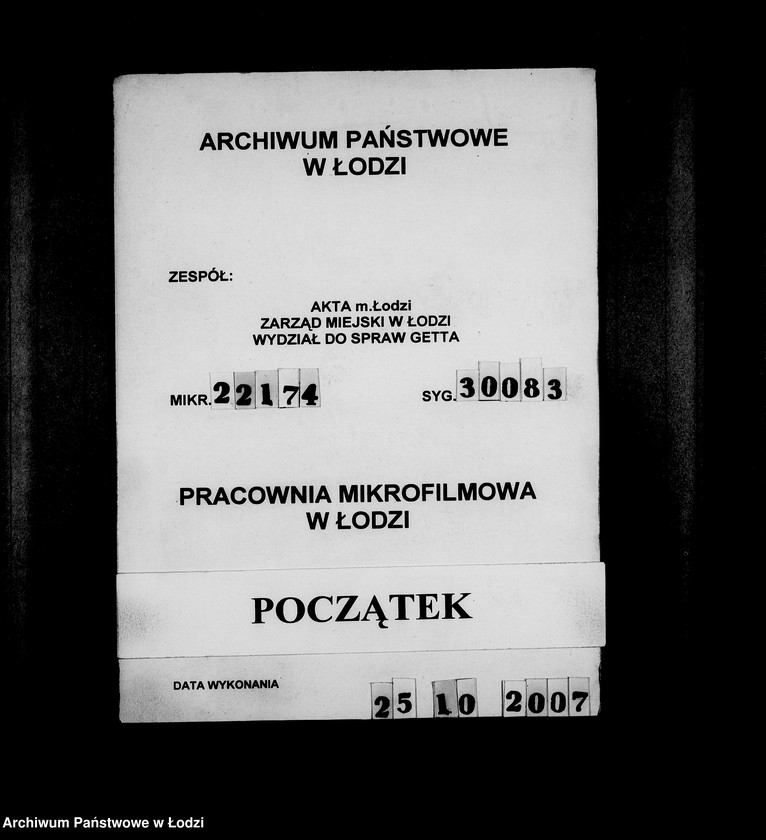 ARCHIWUM PAŃSTWOWE
W ŁODZI
ZESPÓŁ:
AKTA m.Łodzi
ZARZĄD MIEJSKI W ŁODZI
WYDZIAŁ DO SPRAW GETTA
MIKR. 22174 SYG. 30083
PRACOWNIA MIKROFILMOWA
W ŁODZI
POCZĄTEK
DATA WYKONANIA 25 10 2007
Archiwum Państwowe w Łodzi